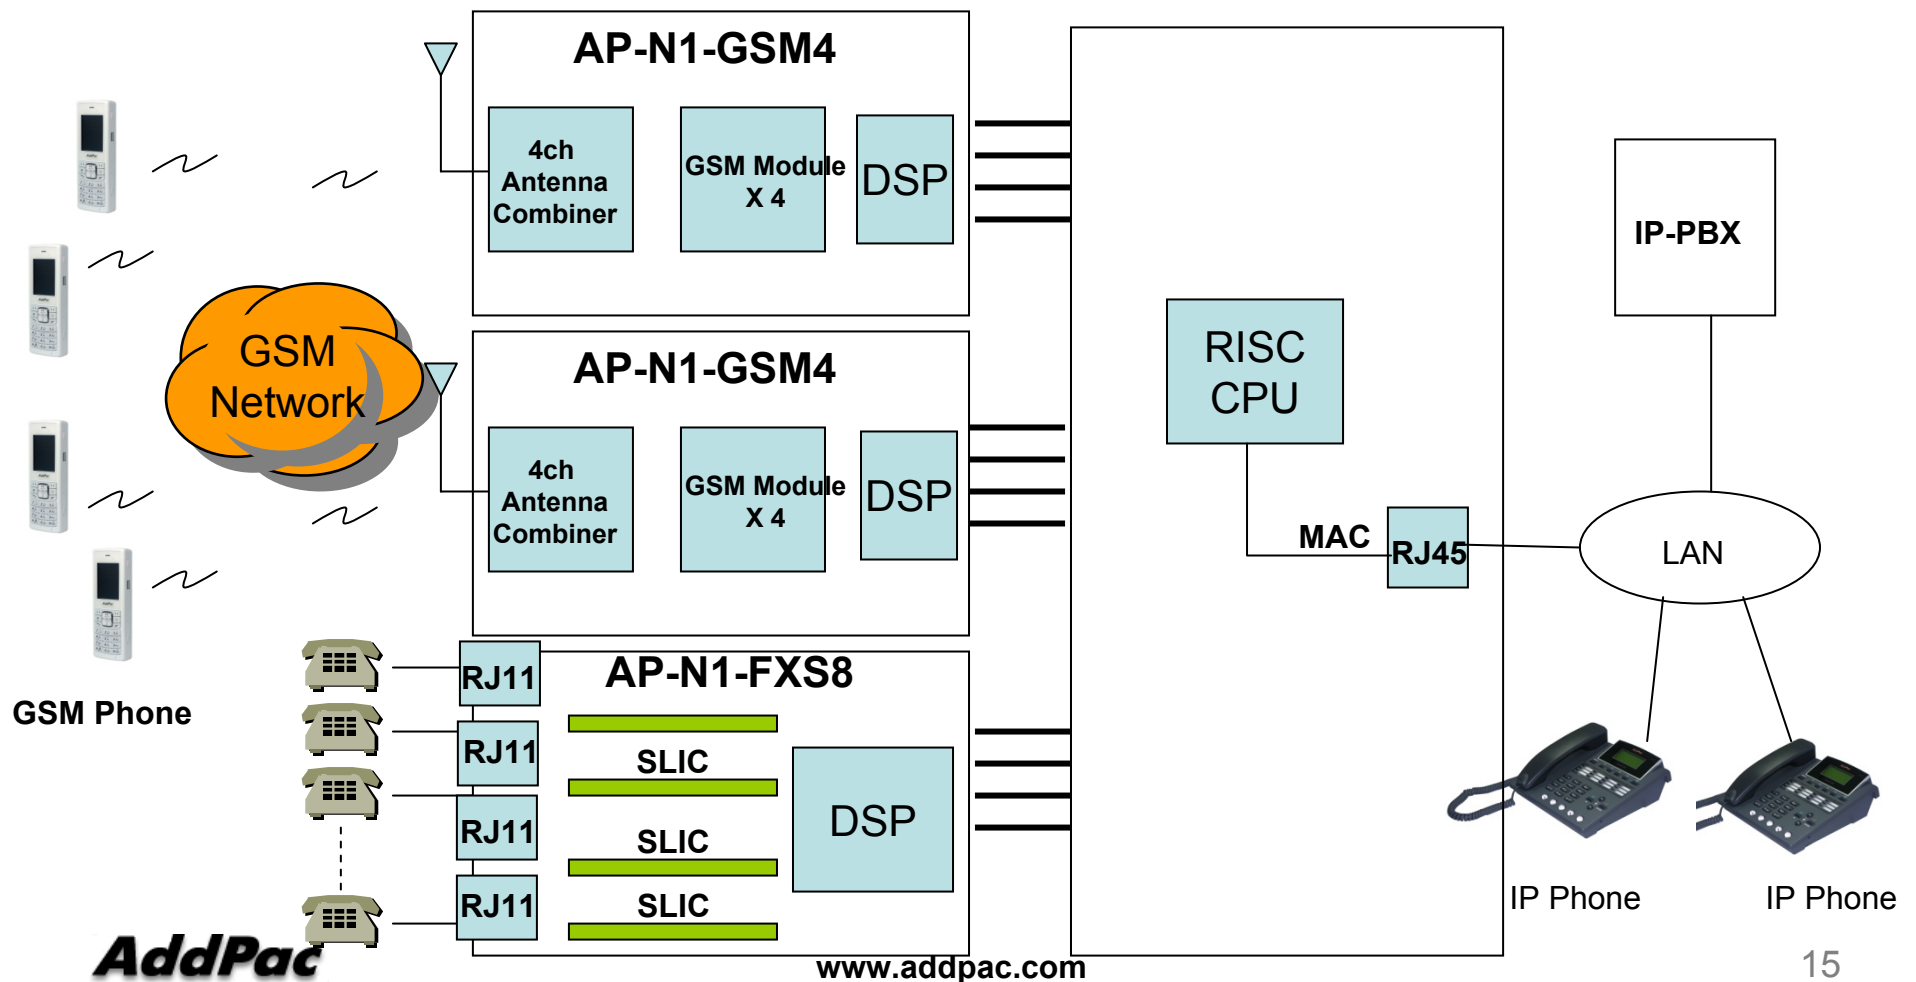 AP-N1-GSM4
4ch
Antenna
Combiner
GSM Module
X 4
DSP
AP-N1-GSM4
4ch
Antenna
Combiner
GSM Module
X 4
DSP
GSM
Network
GSM Phone
AP-N1-FXS8
RJ11
RJ11
RJ11
RJ11
SLIC
SLIC
SLIC
DSP
RISC
CPU
MAC
RJ45
IP-PBX
LAN
IP Phone
IP Phone
AddPac
www.addpac.com
15